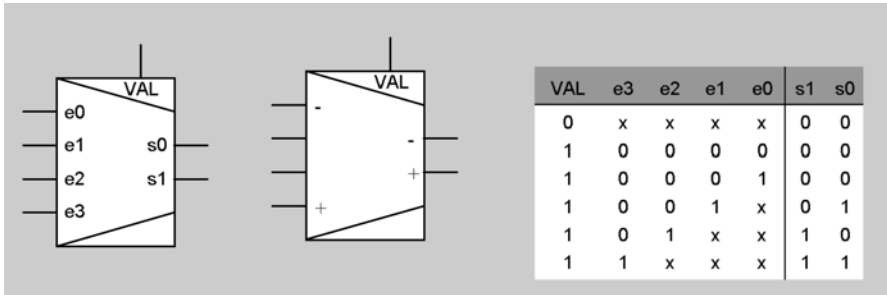 VAL
e0
e1 s0
e2 s1
e3
VAL
-
-
+
+
VAL e3 e2 e1 e0 s1 s0
0 x x x x 0 0
1 0 0 0 0 0 0
1 0 0 0 1 0 0
1 0 0 1 x 0 1
1 0 1 x x 1 0
1 1 x x x 1 1